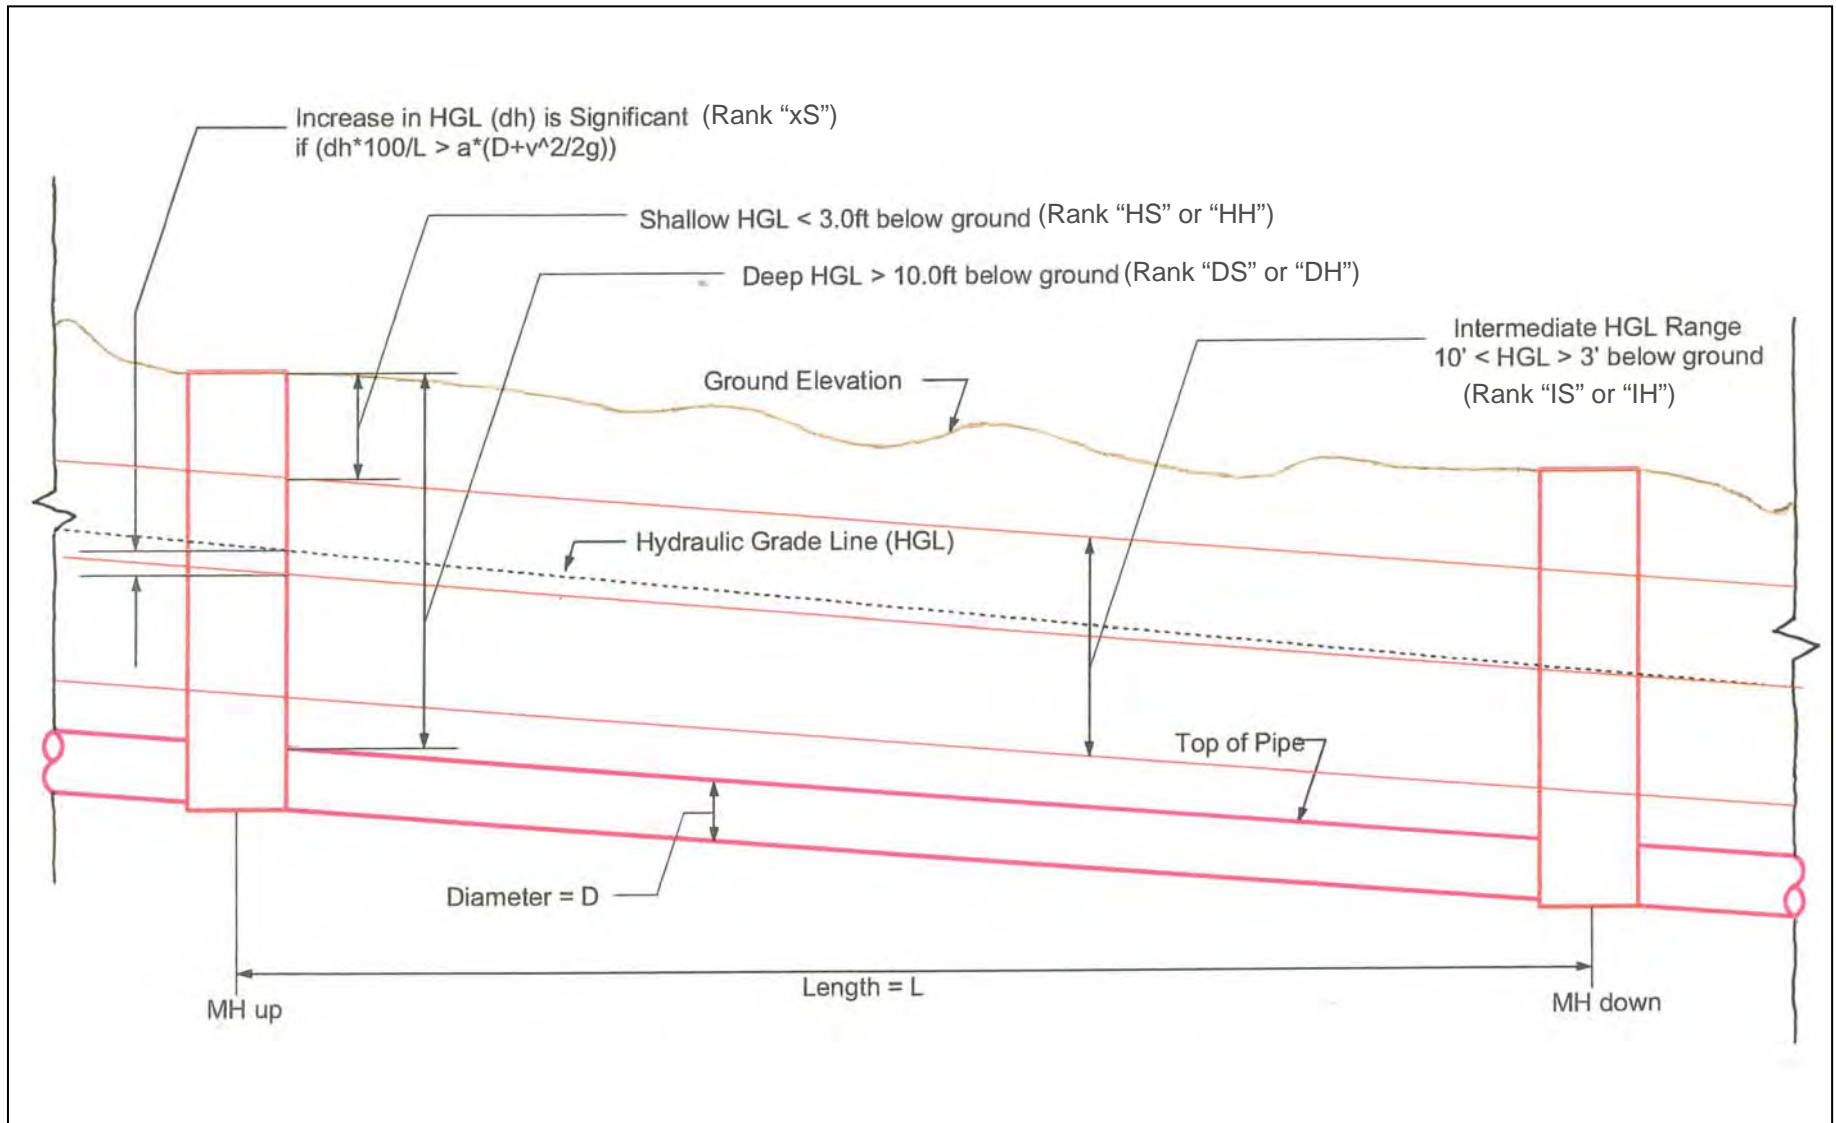 Increase in HGL (dh) is Significant (Rank “xS”)
if (dh*100/L > a*(D+v^2/2g))
Shallow HGL < 3.0ft below ground (Rank “HS” or “HH”)
Deep HGL > 10.0ft below ground (Rank “DS” or “DH”)
Intermediate HGL Range
10' < HGL > 3' below ground
(Rank “IS” or “IH”)
Ground Elevation
Hydraulic Grade Line (HGL)
Top of Pipe
Diameter = D
Length = L
MH up
MH down